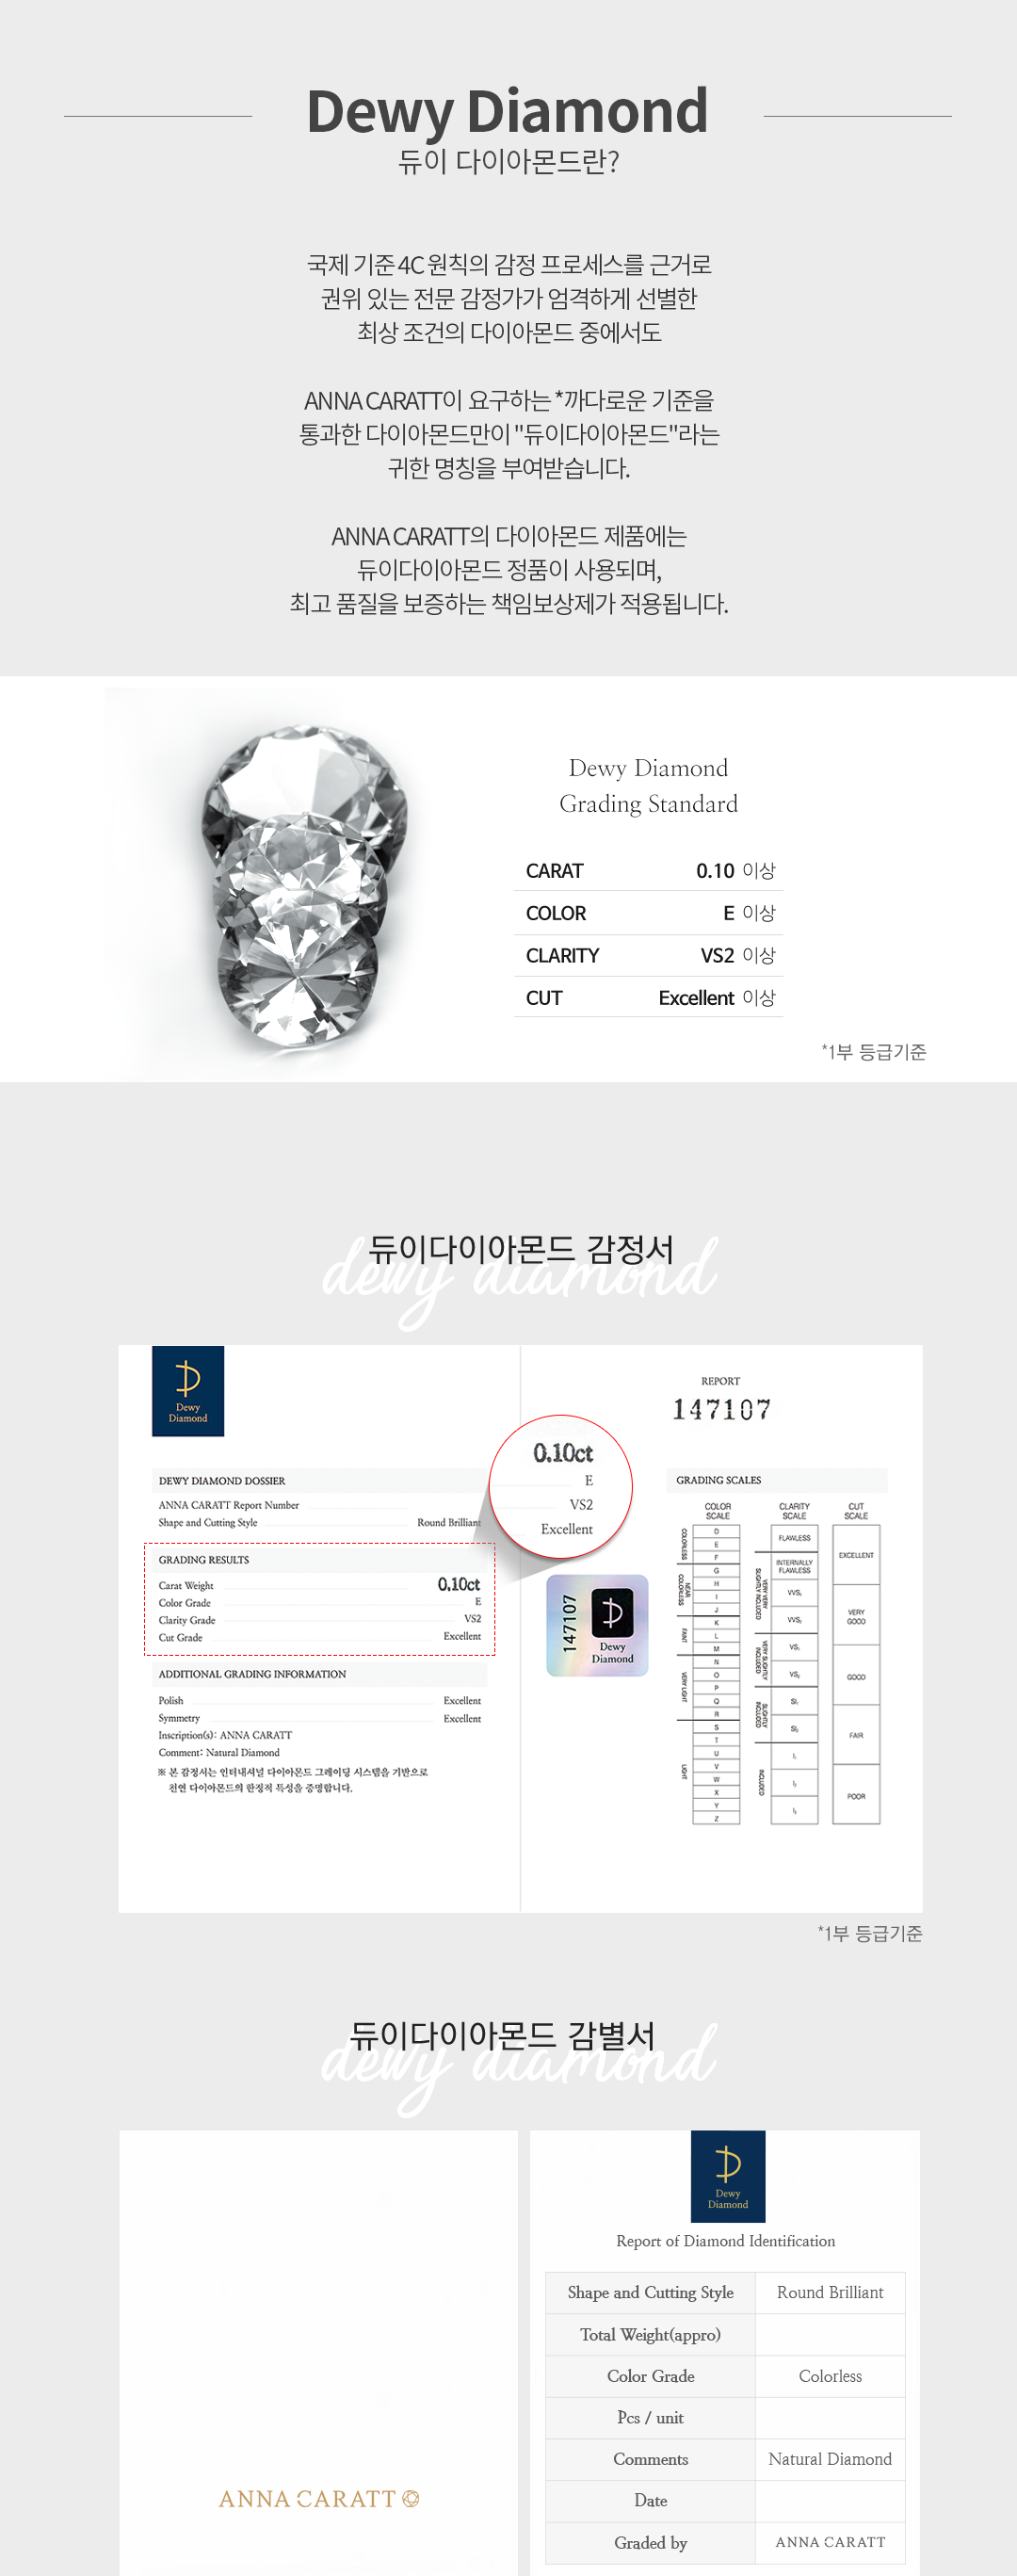 Dewy Diamond
듀이 다이아몬드란?
국제 기준 4C 원칙의 감정 프로세스를 근거로
권위 있는 전문 감정가가 엄격하게 선별한
최상 조건의 다이아몬드 중에서도
ANNA CARATT이 요구하는 *까다로운 기준을
통과한 다이아몬드만이 "듀이다이아몬드"라는
귀한 명칭을 부여받습니다.
ANNA CARATT의 다이아몬드 제품에는
듀이다이아몬드 정품이 사용되며,
최고 품질을 보증하는 책임보상제가 적용됩니다.
Dewy Diamond
Grading Standard
CARAT 0.10 이상
COLOR E 이상
CLARITY VS2 이상
CUT Excellent 이상
*1부 등급기준
듀이다이아몬드 감정서
dewy diamond
Dewy
Diamond
DEWY DIAMOND DOSSIER
ANNA CARATT Report Number
Shape and Cutting Style Round Brilliant
GRADING RESULTS
Carat Weight 0.10ct
Color Grade E
Clarity Grade VS2
Cut Grade Excellent
ADDITIONAL GRADING INFORMATION
Polish Excellent
Symmetry Excellent
Inscription(s): ANNA CARATT
Comment: Natural Diamond
※ 본 감정서는 인터내셔널 다이아몬드 그레이딩 시스템을 기반으로
천연 다이아몬드의 한정적 특성을 증명합니다.
0.10ct
E
VS2
Excellent
147107
Dewy
Diamond
REPORT
147107
GRADING SCALES
COLOR
SCALE
COLORLESS
D
E
F
NEAR
COLORLESS
G
H
I
J
FAINT
K
L
M
VERY LIGHT
N
O
P
Q
R
LIGHT
S
T
U
V
W
X
Y
Z
CLARITY
SCALE
FLAWLESS
INTERNALLY
FLAWLESS
VERY VERY
SLIGHTLY INCLUDED
VVS₁
VVS₂
VERY SLIGHTLY
INCLUDED
VS₁
VS₂
SLIGHTLY
INCLUDED
SI₁
SI₂
INCLUDED
I₁
I₂
I₃
CUT
SCALE
EXCELLENT
VERY
GOOD
GOOD
FAIR
POOR
*1부 등급기준
듀이다이아몬드 감별서
dewy diamond
ANNA CARATT
Dewy
Diamond
Report of Diamond Identification
Shape and Cutting Style Round Brilliant
Total Weight(appro)
Color Grade Colorless
Pcs / unit
Comments Natural Diamond
Date
Graded by ANNA CARATT